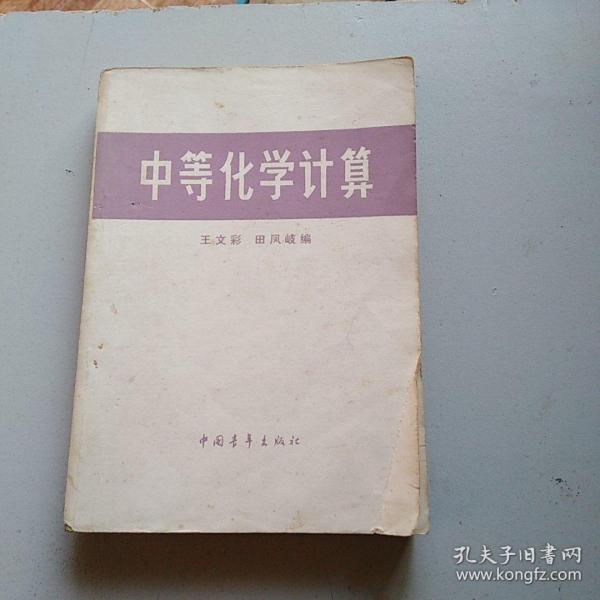 中等化学计算
王文彩 田凤岐编
中国青年出版社
孔夫子旧书网
www.kongfz.com